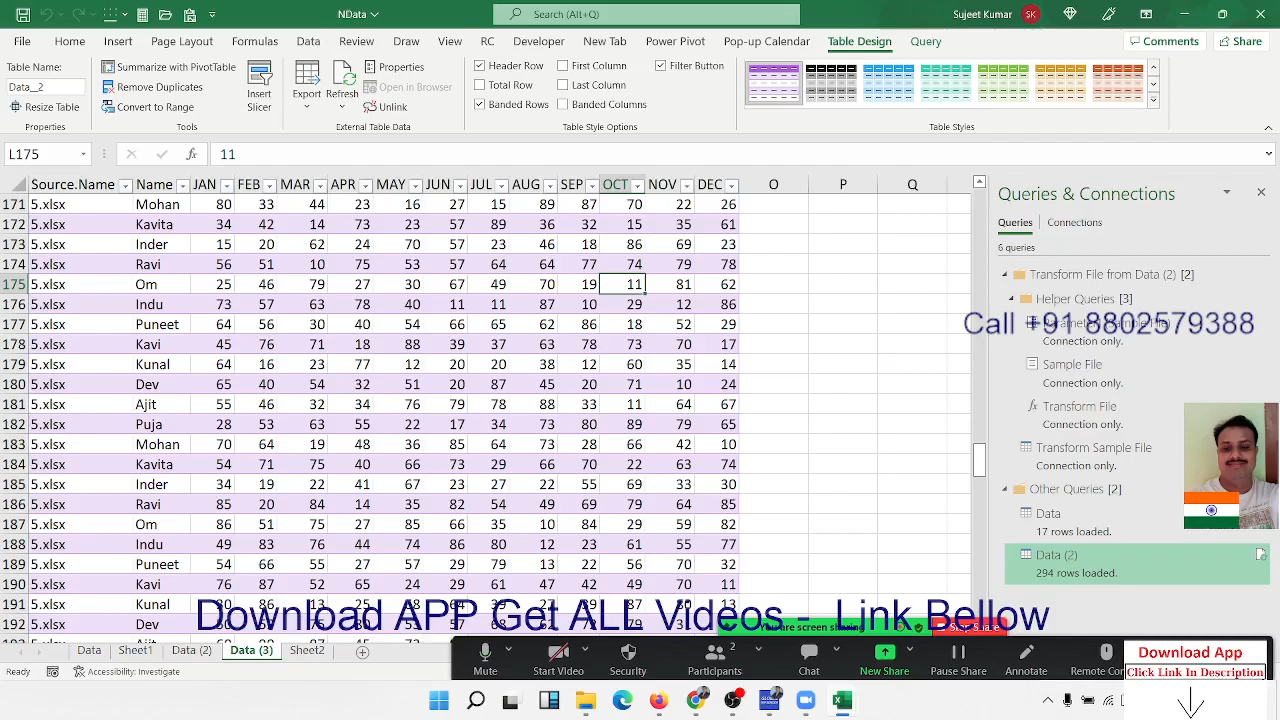 NData
Search (Alt+Q)
Sujeet Kumar SK
File Home Insert Page Layout Formulas Data Review Draw View RC Developer New Tab Power Pivot Pop-up Calendar Table Design Query Comments Share
Table Name:
Data__2
Resize Table
Properties
Summarize with PivotTable
Remove Duplicates
Convert to Range
Tools
Insert Slicer
Export Refresh
Properties
Open in Browser
Unlink
External Table Data
Header Row First Column Filter Button
Total Row Last Column
Banded Rows Banded Columns
Table Style Options
Table Styles
L175 fx 11
Source.Name Name JAN FEB MAR APR MAY JUN JUL AUG SEP OCT NOV DEC O P Q
171 5.xlsx Mohan 80 33 44 23 16 27 15 89 87 70 22 26
172 5.xlsx Kavita 34 42 14 73 23 57 89 36 32 15 35 61
173 5.xlsx Inder 15 20 62 24 70 57 23 46 18 86 69 23
174 5.xlsx Ravi 56 51 10 75 53 57 64 64 77 74 79 78
175 5.xlsx Om 25 46 79 27 30 67 49 70 19 11 81 62
176 5.xlsx Indu 73 57 63 78 40 11 11 87 10 29 12 86
177 5.xlsx Puneet 64 56 30 40 54 66 65 62 86 18 52 29
178 5.xlsx Kavi 45 76 71 18 88 39 37 63 78 73 70 17
179 5.xlsx Kunal 64 16 23 77 12 20 20 38 12 60 35 14
180 5.xlsx Dev 65 40 54 32 51 20 87 45 20 71 10 24
181 5.xlsx Ajit 55 46 32 34 76 79 78 88 33 11 64 67
182 5.xlsx Puja 28 53 63 55 22 17 34 73 80 89 79 65
183 5.xlsx Mohan 70 64 19 48 36 85 64 73 28 66 42 10
184 5.xlsx Kavita 54 71 75 40 66 73 29 66 70 22 63 74
185 5.xlsx Inder 34 19 22 41 67 23 27 22 55 69 33 30
186 5.xlsx Ravi 85 20 84 14 35 82 54 49 69 79 64 85
187 5.xlsx Om 86 51 75 27 85 66 35 10 84 29 59 82
188 5.xlsx Indu 49 83 76 44 74 86 80 12 23 61 55 77
189 5.xlsx Puneet 54 66 55 27 57 29 79 13 22 56 70 32
190 5.xlsx Kavi 76 87 52 65 24 29 61 47 42 49 70 11
191 5.xlsx Kunal 86 13
192 5.xlsx Dev
Queries & Connections
Queries Connections
6 queries
Transform File from Data (2) [2]
Helper Queries [3]
Call +91 8802579388
Connection only.
Sample File
Connection only.
fx Transform File
Connection only.
Transform Sample File
Connection only.
Other Queries [2]
Data
17 rows loaded.
Data (2)
294 rows loaded.
Download APP Get ALL Videos - Link Bellow
You are screen sharing Stop Share
Data Sheet1 Data (2) Data (3) Sheet2
Ready Accessibility: Investigate
Mute Start Video Security Participants 2 Chat New Share Pause Share Annotate Remote Con
Download App
Click Link In Description